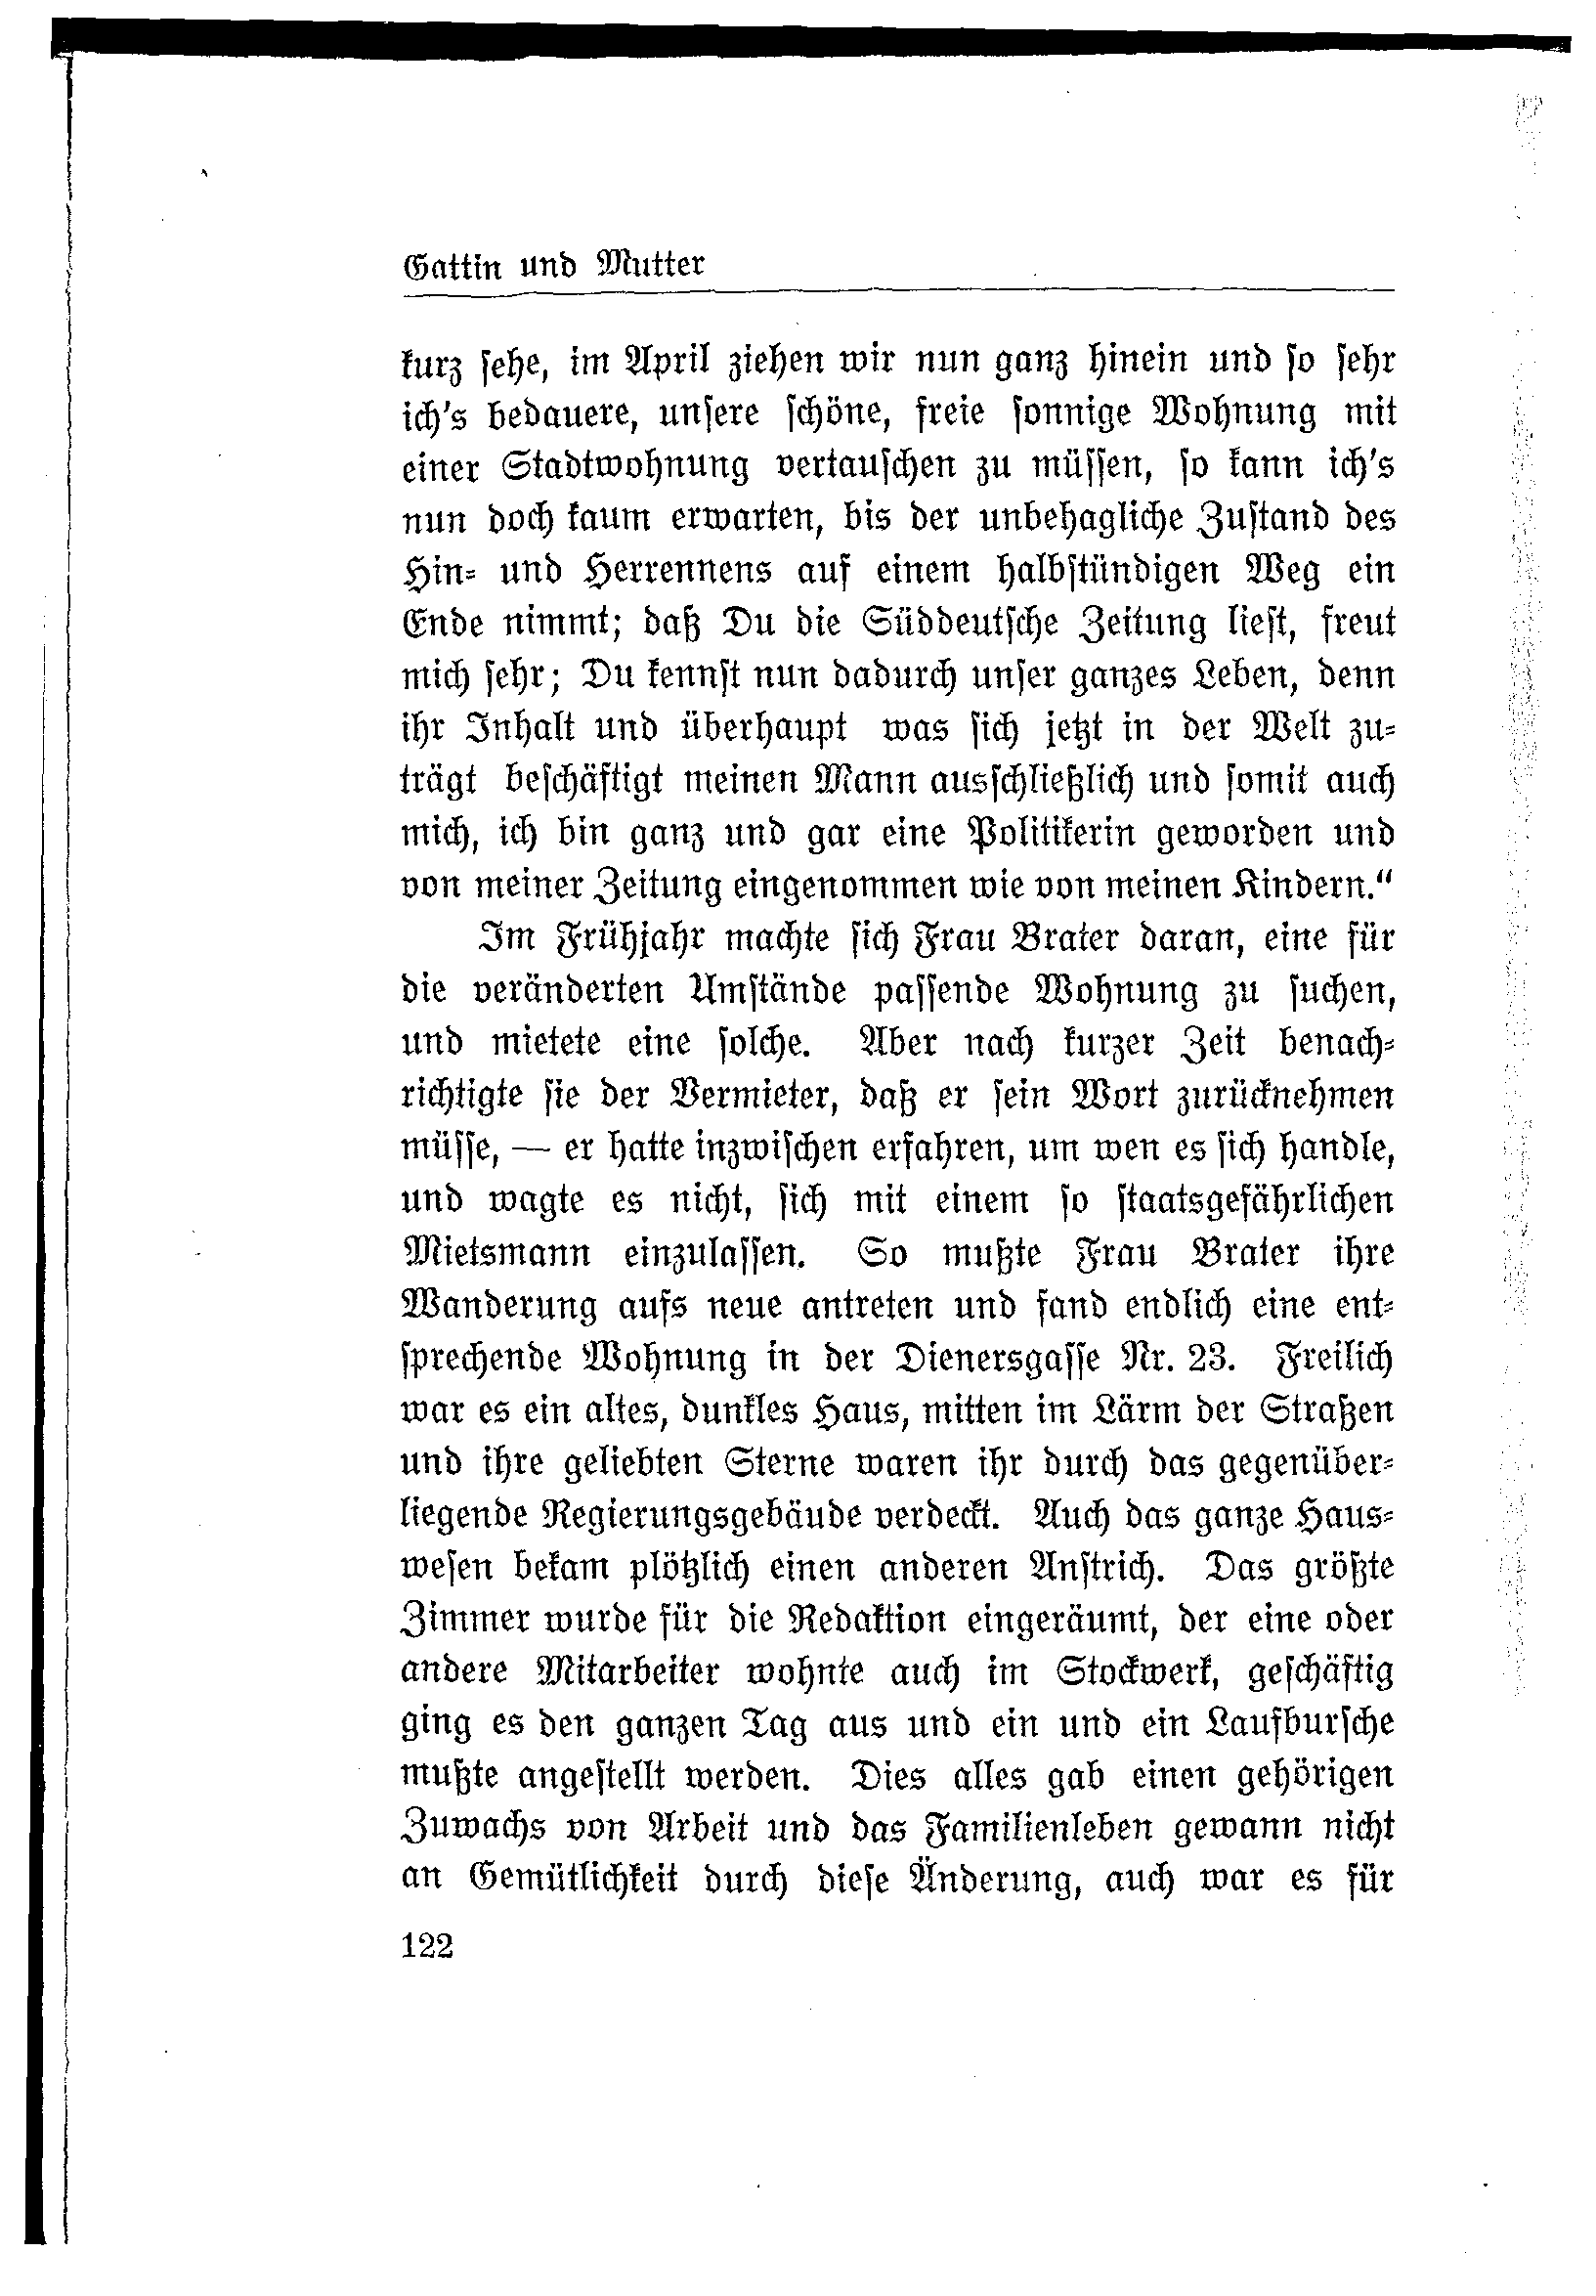 Gattin und Mutter
kurz sehe, im April ziehen wir nun ganz hinein und so sehr
ich's bedauere, unsere schöne, freie sonnige Wohnung mit
einer Stadtwohnung vertauschen zu müssen, so kann ich's
nun doch kaum erwarten, bis der unbehagliche Zustand des
Hin- und Herrennens auf einem halbstündigen Weg ein
Ende nimmt; daß Du die Süddeutsche Zeitung liest, freut
mich sehr; Du kennst nun dadurch unser ganzes Leben, denn
ihr Inhalt und überhaupt was sich jetzt in der Welt zu-
trägt beschäftigt meinen Mann ausschließlich und somit auch
mich, ich bin ganz und gar eine Politikerin geworden und
von meiner Zeitung eingenommen wie von meinen Kindern.“
Im Frühjahr machte sich Frau Brater daran, eine für
die veränderten Umstände passende Wohnung zu suchen,
und mietete eine solche. Aber nach kurzer Zeit benach-
richtigte sie der Vermieter, daß er sein Wort zurücknehmen
müsse, — er hatte inzwischen erfahren, um wen es sich handle,
und wagte es nicht, sich mit einem so staatsgefährlichen
Mietsmann einzulassen. So mußte Frau Brater ihre
Wanderung aufs neue antreten und fand endlich eine ent-
sprechende Wohnung in der Dienersgasse Nr. 23. Freilich
war es ein altes, dunkles Haus, mitten im Lärm der Straßen
und ihre geliebten Sterne waren ihr durch das gegenüber-
liegende Regierungsgebäude verdeckt. Auch das ganze Haus-
wesen bekam plötzlich einen anderen Anstrich. Das größte
Zimmer wurde für die Redaktion eingeräumt, der eine oder
andere Mitarbeiter wohnte auch im Stockwerk, geschäftig
ging es den ganzen Tag aus und ein und ein Laufbursche
mußte angestellt werden. Dies alles gab einen gehörigen
Zuwachs von Arbeit und das Familienleben gewann nicht
an Gemütlichkeit durch diese Änderung, auch war es für
122